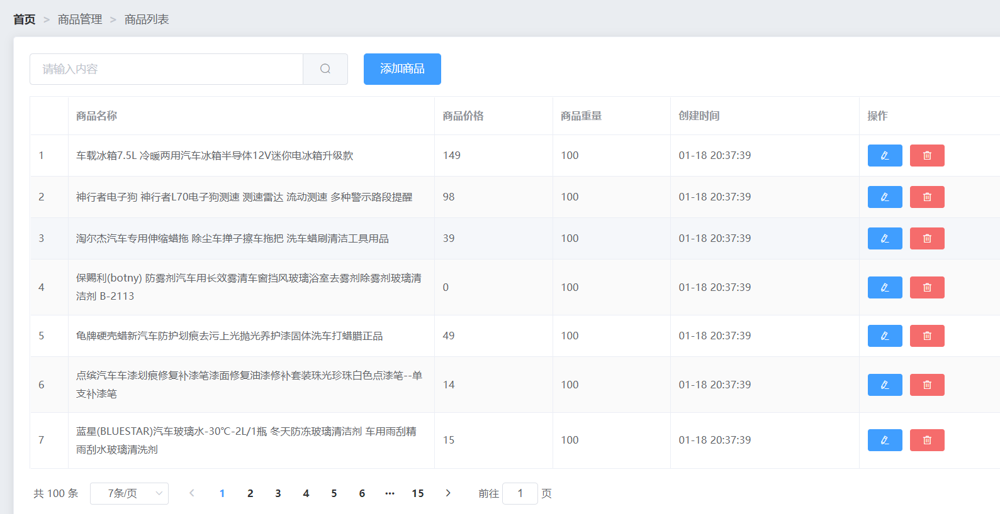 首页 > 商品管理 > 商品列表
请输入内容 添加商品
商品名称 商品价格 商品重量 创建时间 操作
1 车载冰箱7.5L 冷暖两用汽车冰箱半导体12V迷你电冰箱升级款 149 100 01-18 20:37:39
2 神行者电子狗 神行者L70电子狗测速 测速雷达 流动测速 多种警示路段提醒 98 100 01-18 20:37:39
3 淘尔杰汽车专用伸缩蜡拖 除尘车掸子擦车拖把 洗车蜡刷清洁工具用品 39 100 01-18 20:37:39
4 保赐利(botny) 防雾剂汽车用长效雾清车窗挡风玻璃浴室去雾剂除雾剂玻璃清
洁剂 B-2113 0 100 01-18 20:37:39
5 龟牌硬壳蜡新汽车防护划痕去污上光抛光养护漆固体洗车打蜡腊正品 49 100 01-18 20:37:39
6 点缤汽车车漆划痕修复补漆笔漆面修复油漆修补套装珠光珍珠白色点漆笔--单
支补漆笔 14 100 01-18 20:37:39
7 蓝星(BLUESTAR)汽车玻璃水-30℃-2L/1瓶 冬天防冻玻璃清洁剂 车用雨刮精
雨刮水玻璃清洗剂 15 100 01-18 20:37:39
共 100 条 7条/页 < 1 2 3 4 5 6 ··· 15 > 前往 1 页